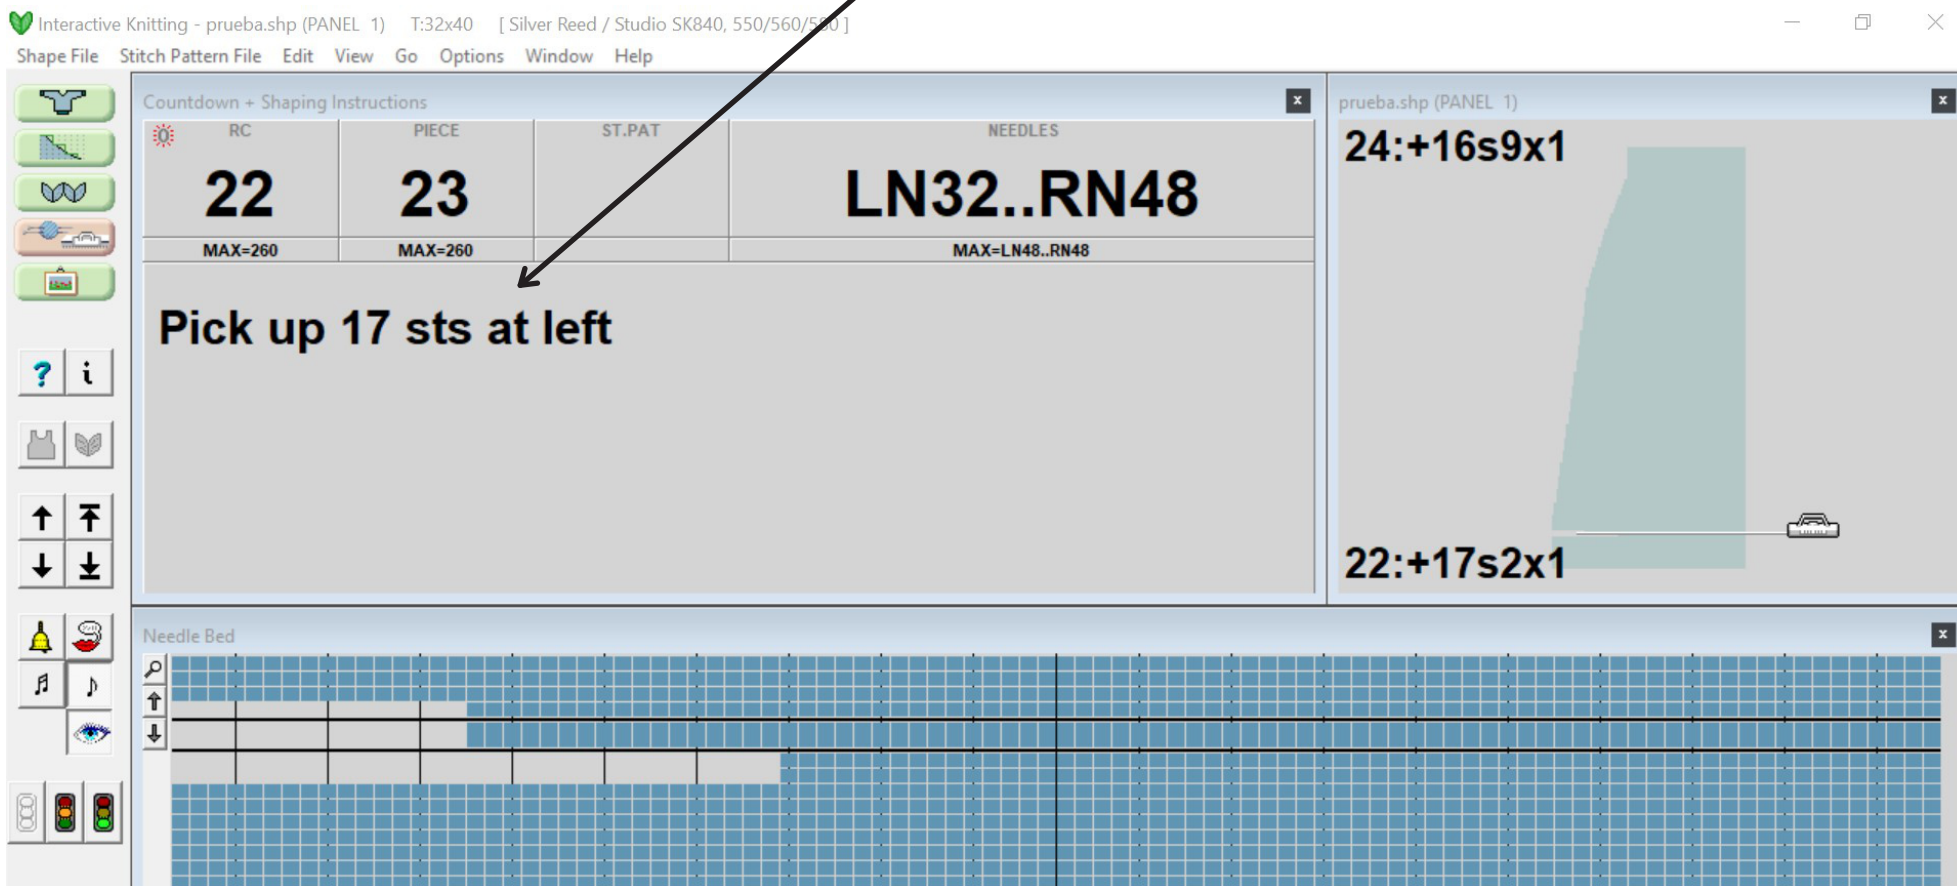 Interactive Knitting - prueba.shp (PANEL 1) T:32x40 [ Silver Reed / Studio SK840, 550/560/580 ]
Shape File Stitch Pattern File Edit View Go Options Window Help
Countdown + Shaping Instructions
RC PIECE ST.PAT NEEDLES
22 23 LN32..RN48
MAX=260 MAX=260 MAX=LN48..RN48
Pick up 17 sts at left
prueba.shp (PANEL 1)
24:+16s9x1
22:+17s2x1
Needle Bed